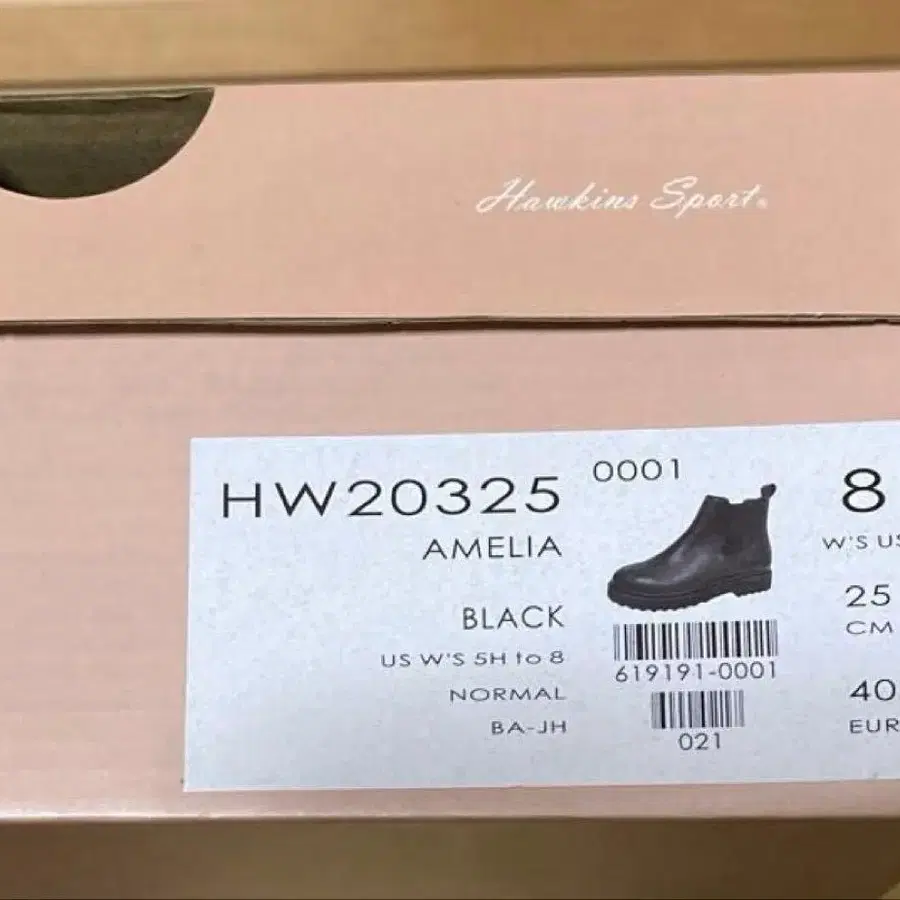 Hawkins Sport®
HW20325 0001
AMELIA
BLACK
US W'S 5H to 8
NORMAL
BA-JH
619191-0001
021
8
W'S US
25
CM
40
EUR